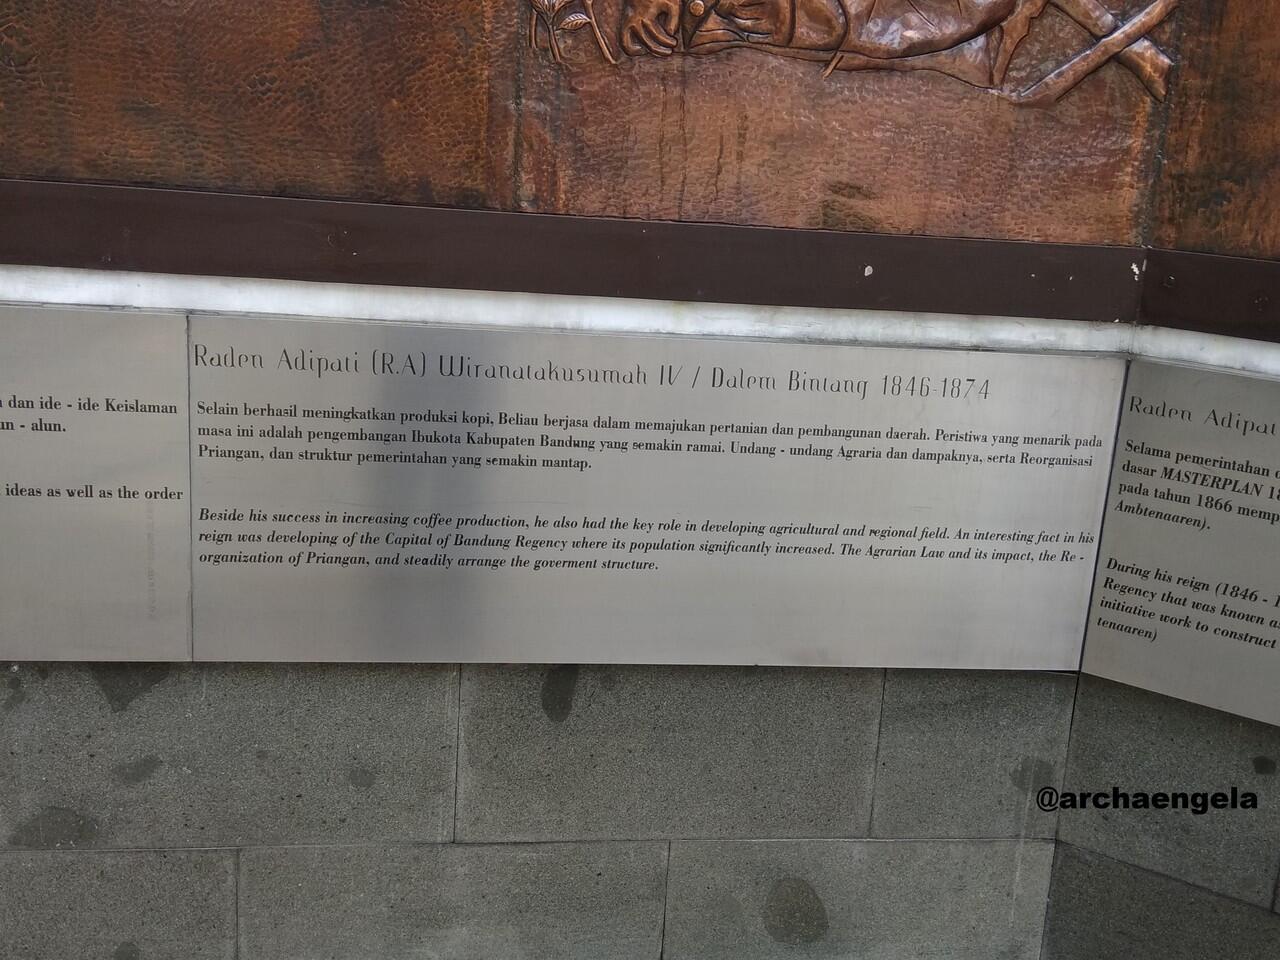 dan ide - ide Keislaman
un - alun.
ideas as well as the order
Raden Adipati (R.A) Wiranatakusumah IV / Dalem Bintang 1846-1874
Selain berhasil meningkatkan produksi kopi, Beliau berjasa dalam memajukan pertanian dan pembangunan daerah. Peristiwa yang menarik pada
masa ini adalah pengembangan Ibukota Kabupaten Bandung yang semakin ramai. Undang - undang Agraria dan dampaknya, serta Reorganisasi
Priangan, dan struktur pemerintahan yang semakin mantap.
Beside his success in increasing coffee production, he also had the key role in developing agricultural and regional field. An interesting fact in his
reign was developing of the Capital of Bandung Regency where its population significantly increased. The Agrarian Law and its impact, the Re -
organization of Priangan, and steadily arrange the goverment structure.
Raden Adipat
Selama pemerintahan
dasar MASTERPLAN 18
pada tahun 1866 memp
Ambtenaaren).
During his reign (1846 - 1
Regency that was known as
initiative work to construct
tenaaren)
@archaengela